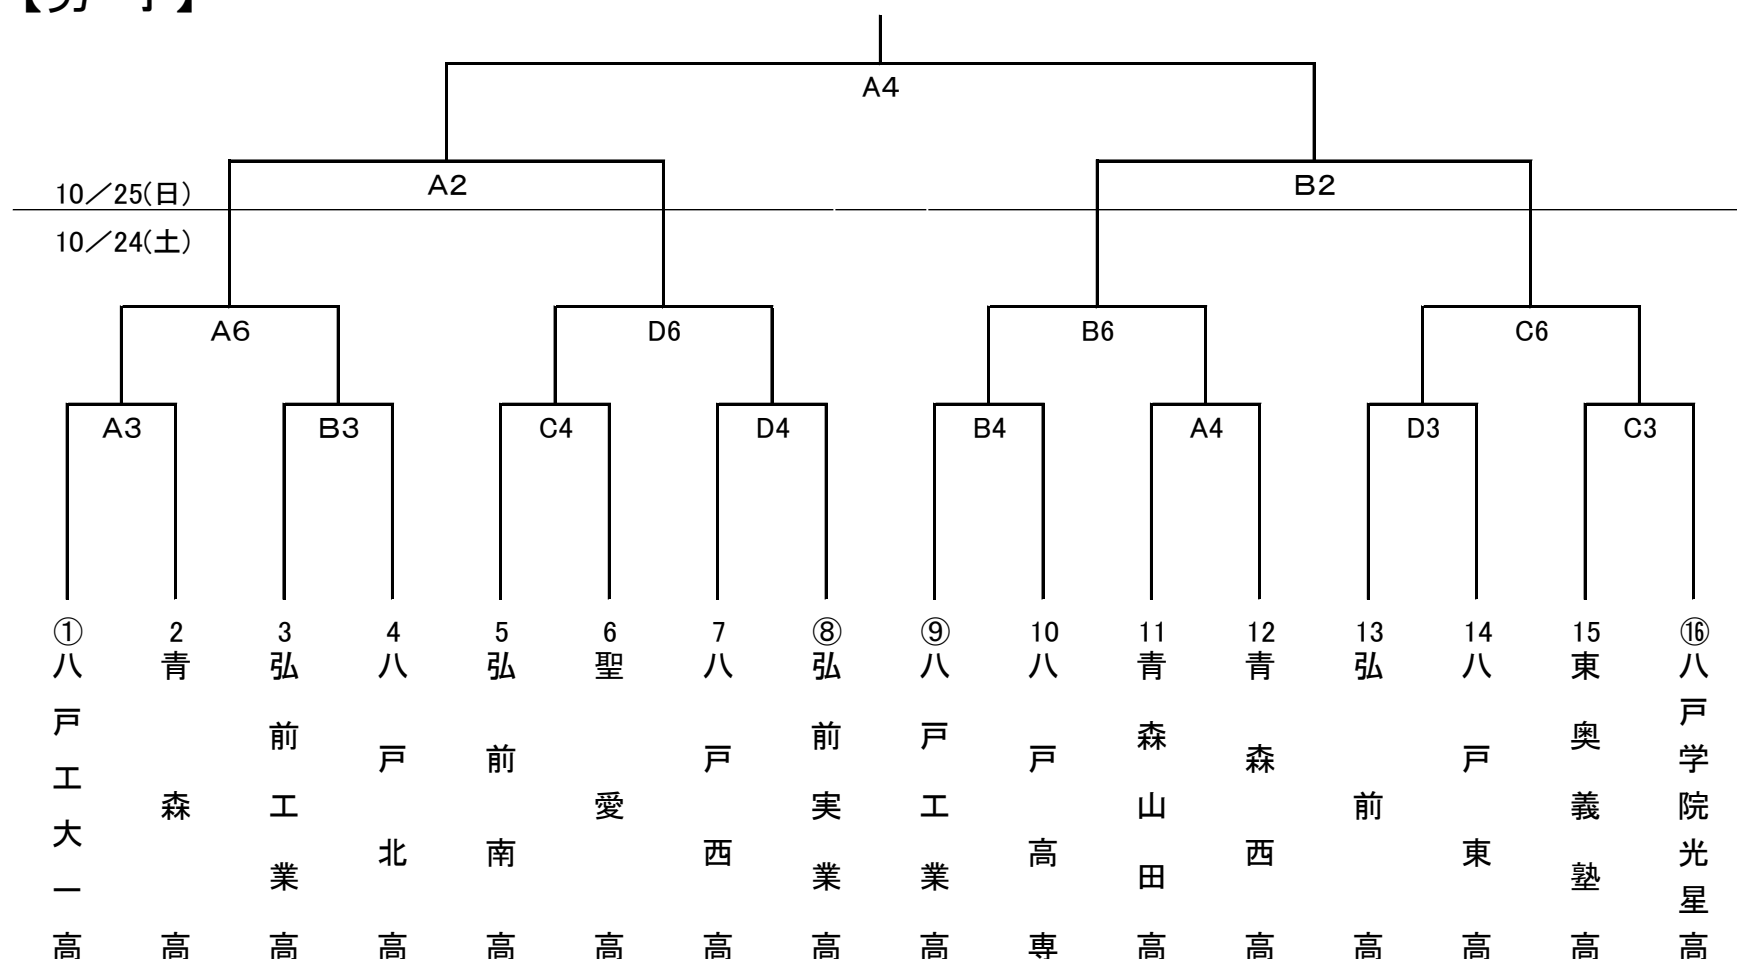 A4
A2
B2
10／25(日)
10／24(土)
A6
D6
B6
C6
A3
B3
C4
D4
B4
A4
D3
C3
① 八戸工大一高
2 青森高
3 弘前工業高
4 八戸北高
5 弘前南高
6 聖愛高
7 八戸西高
⑧ 弘前実業高
⑨ 八戸工業高
10 八戸高専
11 青森山田高
12 青森西高
13 弘前高
14 八戸東高
15 東奥義塾高
⑯ 八戸学院光星高